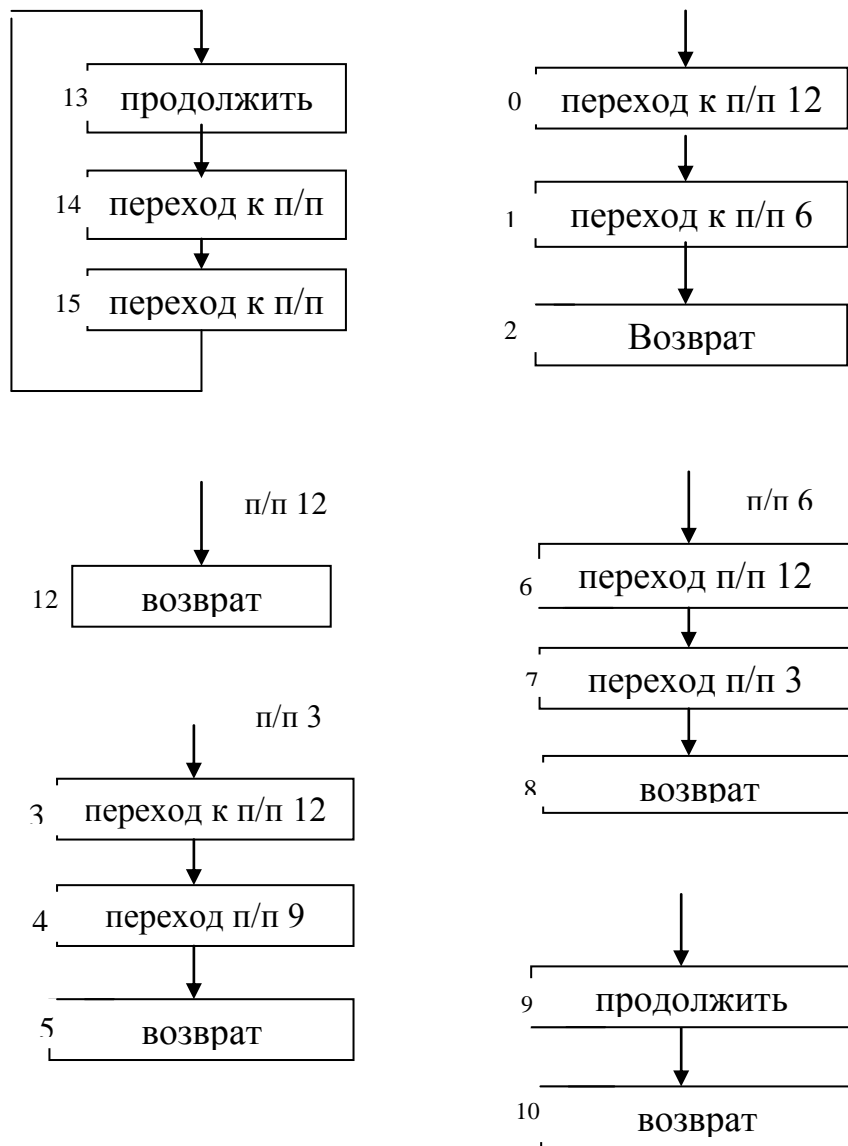 13 продолжить
14 переход к п/п
15 переход к п/п
0 переход к п/п 12
1 переход к п/п 6
2 Возврат
п/п 12
12 возврат
п/п 6
6 переход п/п 12
7 переход п/п 3
8 возврат
п/п 3
3 переход к п/п 12
4 переход п/п 9
5 возврат
9 продолжить
10 возврат